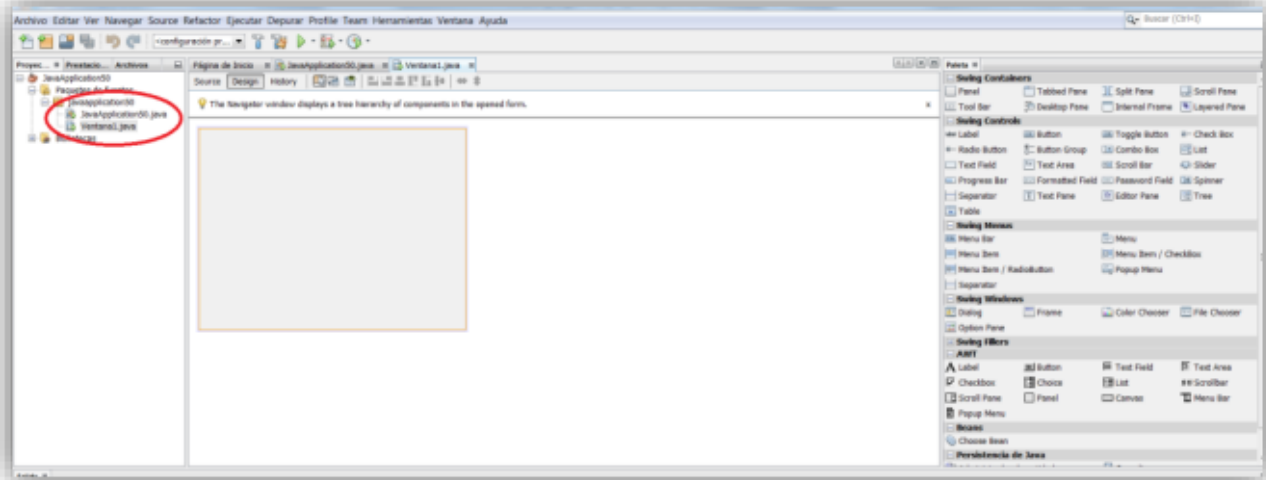 Archivo Editar Ver Navegar Source Refactor Ejecutar Depurar Profile Team Herramientas Ventana Ayuda
Buscar (Ctrl+I)
<configuración pr...
Proyec... Prestacio... Archivos
JavaApplication50
Paquetes de fuentes
javaapplication50
JavaApplication50.java
Ventana1.java
Bibliotecas
Página de Inicio JavaApplication50.java Ventana1.java
Source Design History
The Navigator window displays a tree hierarchy of components in the opened form.
Paleta
Swing Containers
Panel Tabbed Pane Split Pane Scroll Pane
Tool Bar Desktop Pane Internal Frame Layered Pane
Swing Controls
Label Button Toggle Button Check Box
Radio Button Button Group Combo Box List
Text Field Text Area Scroll Bar Slider
Progress Bar Formatted Field Password Field Spinner
Separator Text Pane Editor Pane Tree
Table
Swing Menus
Menu Bar Menu
Menu Item Menu Item / CheckBox
Menu Item / RadioButton Popup Menu
Separator
Swing Windows
Dialog Frame Color Chooser File Chooser
Option Pane
Swing Fillers
AWT
Label Button Text Field Text Area
Checkbox Choice List Scrollbar
Scroll Pane Panel Canvas Menu Bar
Popup Menu
Beans
Choose Bean
Persistencia de Java